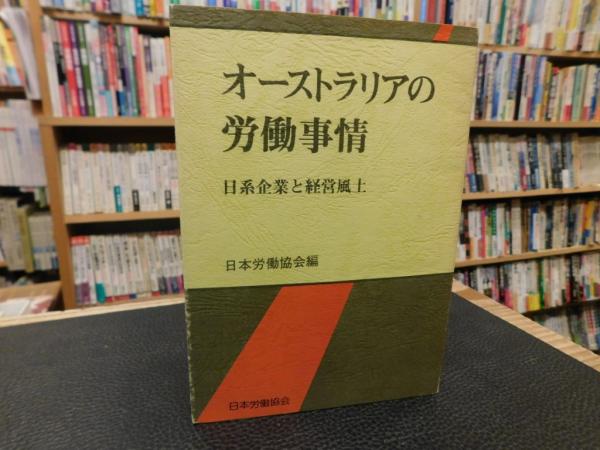 オーストラリアの
労働事情
日系企業と経営風土
日本労働協会編
日本労働協会